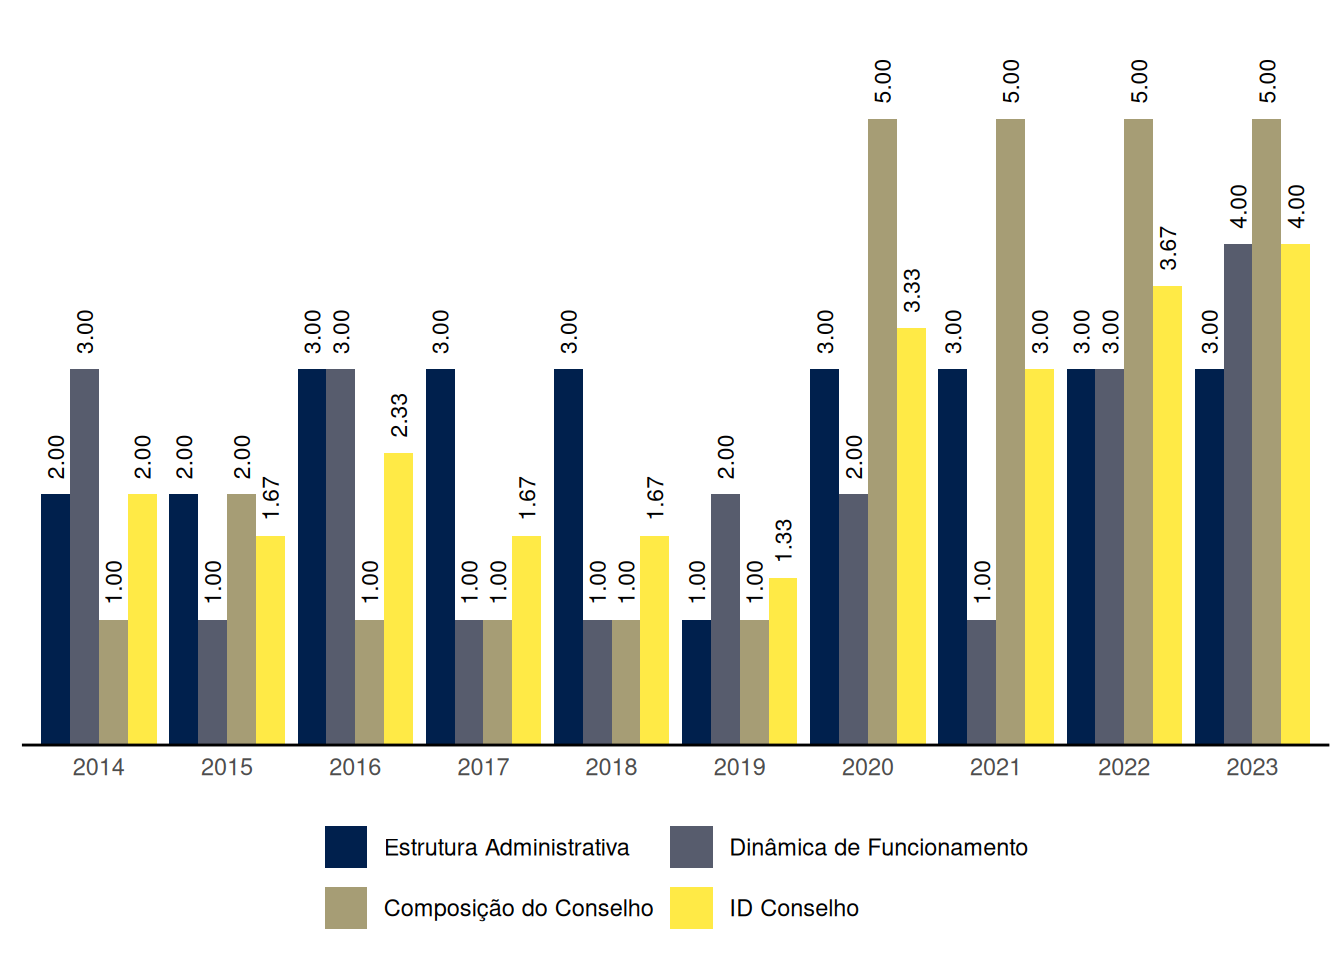 2.00 3.00 1.00 2.00
2.00 1.00 2.00 1.67
3.00 3.00 1.00 2.33
3.00 1.00 1.00 1.67
3.00 1.00 1.00 1.67
1.00 2.00 1.00 1.33
3.00 2.00 5.00 3.33
3.00 1.00 5.00 3.00
3.00 3.00 5.00 3.67
3.00 4.00 5.00 4.00
2014 2015 2016 2017 2018 2019 2020 2021 2022 2023
Estrutura Administrativa Dinâmica de Funcionamento
Composição do Conselho ID Conselho